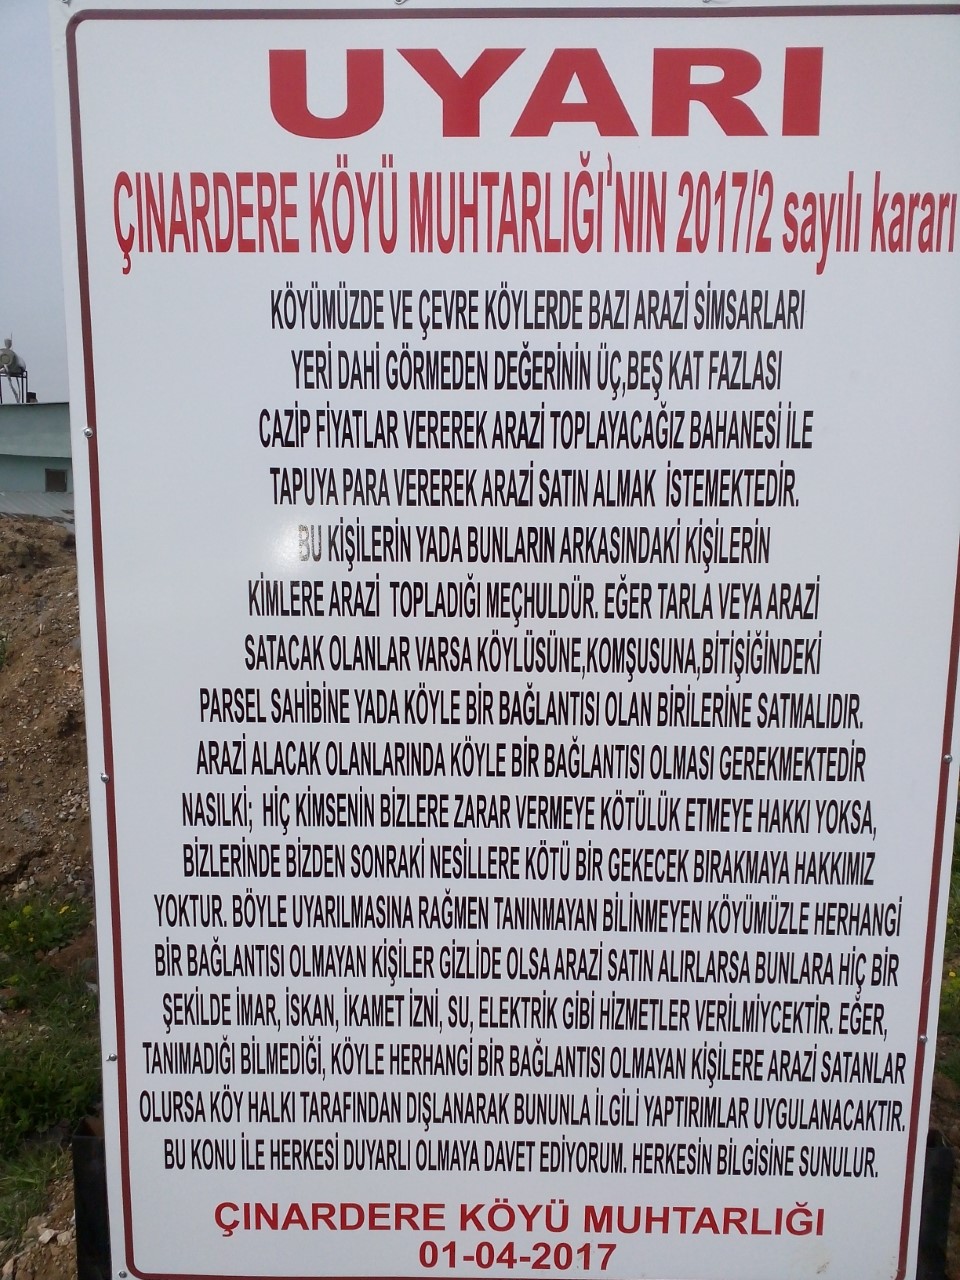 UYARI
ÇINARDERE KÖYÜ MUHTARLIĞI'NIN 2017/2 sayılı kararı
KÖYÜMÜZDE VE ÇEVRE KÖYLERDE BAZI ARAZİ SİMSARLARI
YERİ DAHİ GÖRMEDEN DEĞERİNİN ÜÇ,BEŞ KAT FAZLASI
CAZİP FİYATLAR VEREREK ARAZİ TOPLAYACAĞIZ BAHANESİ İLE
TAPUYA PARA VEREREK ARAZİ SATIN ALMAK İSTEMEKTEDİR.
BU KİŞİLERİN YADA BUNLARIN ARKASINDAKİ KİŞİLERİN
KİMLERE ARAZİ TOPLADIĞI MEÇHULDÜR. EĞER TARLA VEYA ARAZİ
SATACAK OLANLAR VARSA KÖYLÜSÜNE,KOMŞUSUNA,BİTİŞİĞİNDEKİ
PARSEL SAHİBİNE YADA KÖYLE BİR BAĞLANTISI OLAN BİRİLERİNE SATMALIDIR.
ARAZİ ALACAK OLANLARINDA KÖYLE BİR BAĞLANTISI OLMASI GEREKMEKTEDİR
NASILKİ; HİÇ KİMSENİN BİZLERE ZARAR VERMEYE KÖTÜLÜK ETMEYE HAKKI YOKSA,
BİZLERİNDE BİZDEN SONRAKİ NESİLLERE KÖTÜ BİR GEKECEK BIRAKMAYA HAKKIMIZ
YOKTUR. BÖYLE UYARILMASINA RAĞMEN TANINMAYAN BİLİNMEYEN KÖYÜMÜZLE HERHANGİ
BİR BAĞLANTISI OLMAYAN KİŞİLER GİZLİDE OLSA ARAZİ SATIN ALIRLARSA BUNLARA HİÇ BİR
ŞEKİLDE İMAR, İSKAN, İKAMET İZNİ, SU, ELEKTRİK GİBİ HİZMETLER VERİLMİYCEKTİR. EĞER,
TANIMADIĞI BİLMEDİĞİ, KÖYLE HERHANGİ BİR BAĞLANTISI OLMAYAN KİŞİLERE ARAZİ SATANLAR
OLURSA KÖY HALKI TARAFINDAN DIŞLANARAK BUNUNLA İLGİLİ YAPTIRIMLAR UYGULANACAKTIR.
BU KONU İLE HERKESİ DUYARLI OLMAYA DAVET EDİYORUM. HERKESİN BİLGİSİNE SUNULUR.
ÇINARDERE KÖYÜ MUHTARLIĞI
01-04-2017